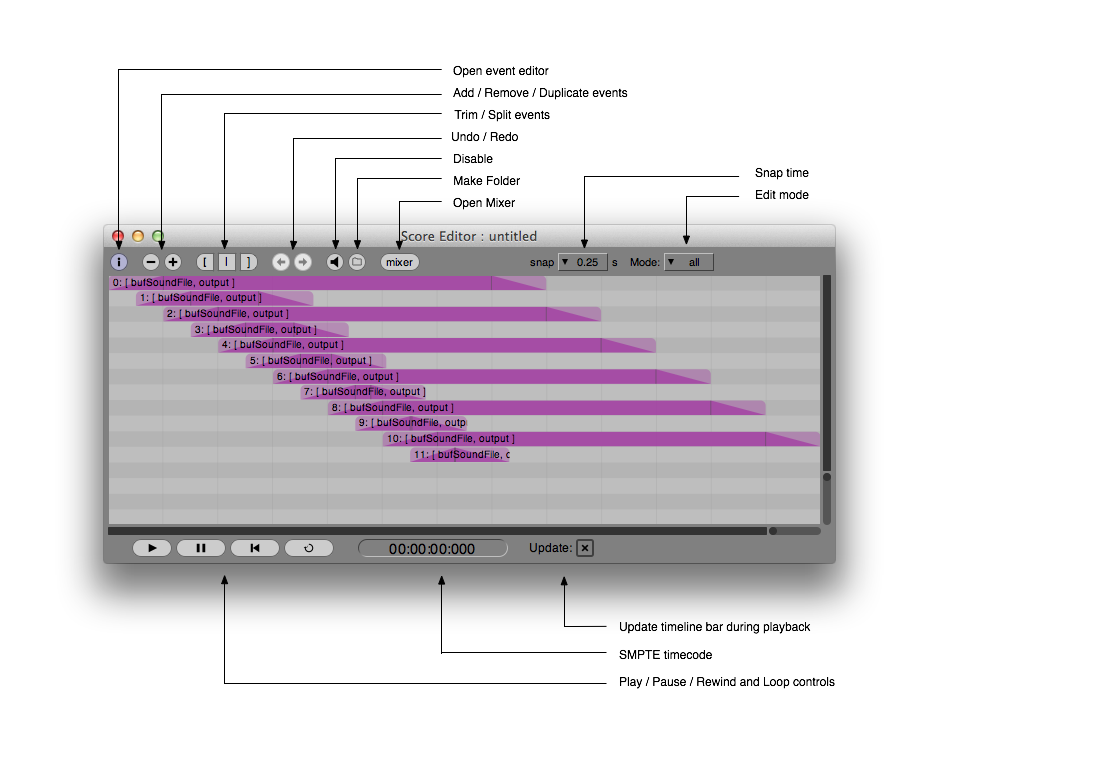 Open event editor
Add / Remove / Duplicate events
Trim / Split events
Undo / Redo
Disable
Make Folder
Open Mixer
Snap time
Edit mode
Score Editor : untitled
i − + [ | ] mixer snap ▼ 0.25 s Mode: ▼ all
0: [ bufSoundFile, output ]
1: [ bufSoundFile, output ]
2: [ bufSoundFile, output ]
3: [ bufSoundFile, output ]
4: [ bufSoundFile, output ]
5: [ bufSoundFile, output ]
6: [ bufSoundFile, output ]
7: [ bufSoundFile, output ]
8: [ bufSoundFile, output ]
9: [ bufSoundFile, outp
10: [ bufSoundFile, output ]
11: [ bufSoundFile, c
00:00:00:000 Update: x
Update timeline bar during playback
SMPTE timecode
Play / Pause / Rewind and Loop controls